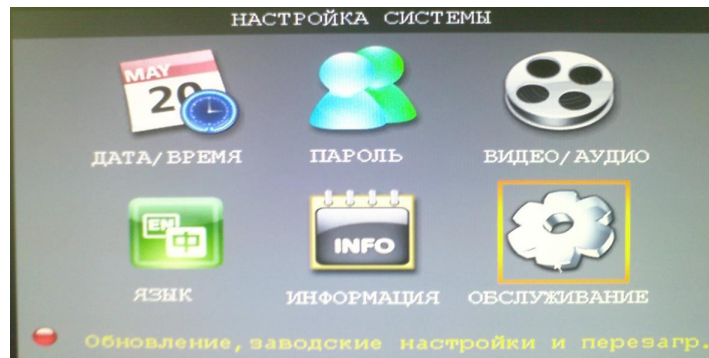 НАСТРОЙКА СИСТЕМЫ
MAY
20
ДАТА/ВРЕМЯ ПАРОЛЬ ВИДЕО/АУДИО
EN
中
INFO
ЯЗЫК ИНФОРМАЦИЯ ОБСЛУЖИВАНИЕ
Обновление, заводские настройки и перезагр.